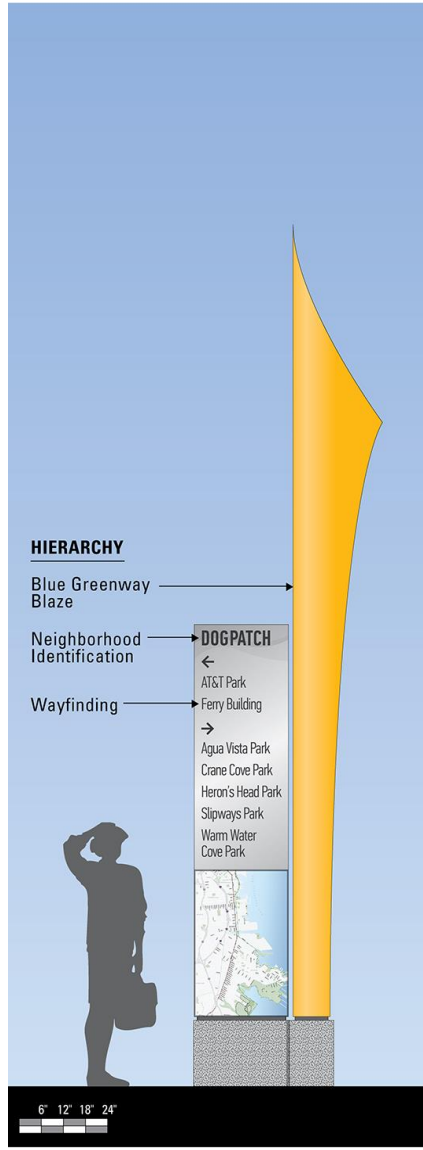 HIERARCHY
Blue Greenway
Blaze
Neighborhood
Identification
Wayfinding
DOGPATCH
←
AT&T Park
Ferry Building
→
Agua Vista Park
Crane Cove Park
Heron's Head Park
Slipways Park
Warm Water
Cove Park
6" 12" 18" 24"